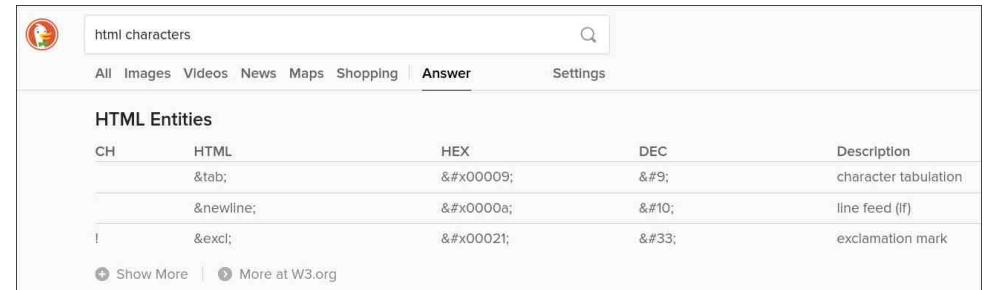 html characters
All Images Videos News Maps Shopping Answer Settings
HTML Entities
CH HTML HEX DEC Description
&tab; &#x00009; &#9; character tabulation
&newline; &#x0000a; &#10; line feed (lf)
! &excl; &#x00021; &#33; exclamation mark
Show More More at W3.org